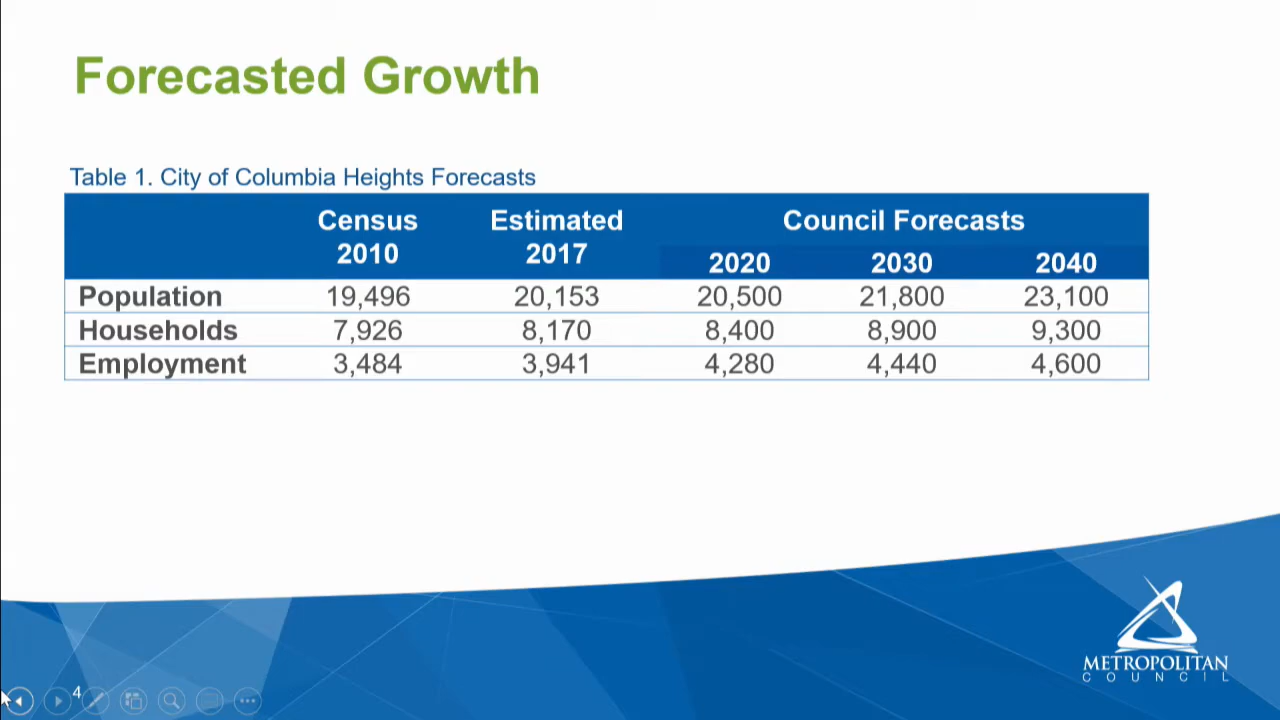 Forecasted Growth
Table 1. City of Columbia Heights Forecasts
Census 2010 Estimated 2017 Council Forecasts
2020 2030 2040
Population 19,496 20,153 20,500 21,800 23,100
Households 7,926 8,170 8,400 8,900 9,300
Employment 3,484 3,941 4,280 4,440 4,600
METROPOLITAN
COUNCIL
4